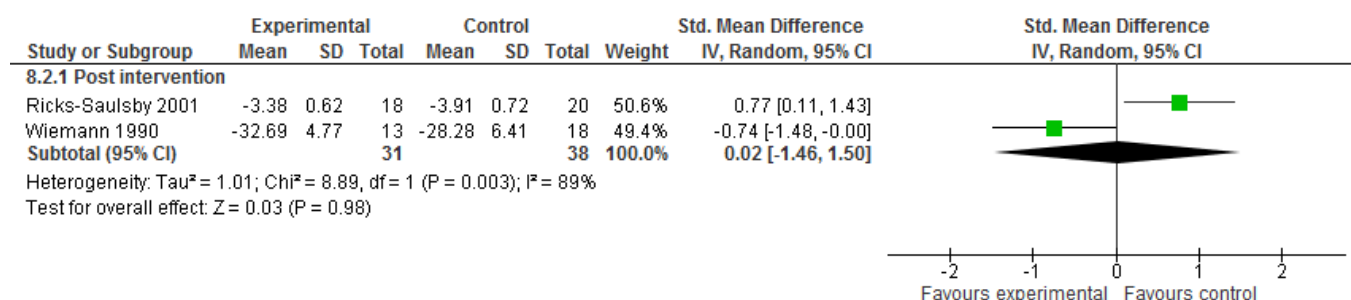 Experimental Control Std. Mean Difference Std. Mean Difference
Study or Subgroup Mean SD Total Mean SD Total Weight IV, Random, 95% CI IV, Random, 95% CI
8.2.1 Post intervention
Ricks-Saulsby 2001 -3.38 0.62 18 -3.91 0.72 20 50.6% 0.77 [0.11, 1.43]
Wiemann 1990 -32.69 4.77 13 -28.28 6.41 18 49.4% -0.74 [-1.48, -0.00]
Subtotal (95% CI) 31 38 100.0% 0.02 [-1.46, 1.50]
Heterogeneity: Tau² = 1.01; Chi² = 8.89, df = 1 (P = 0.003); I² = 89%
Test for overall effect: Z = 0.03 (P = 0.98)
-2 -1 0 1 2
Favours experimental Favours control